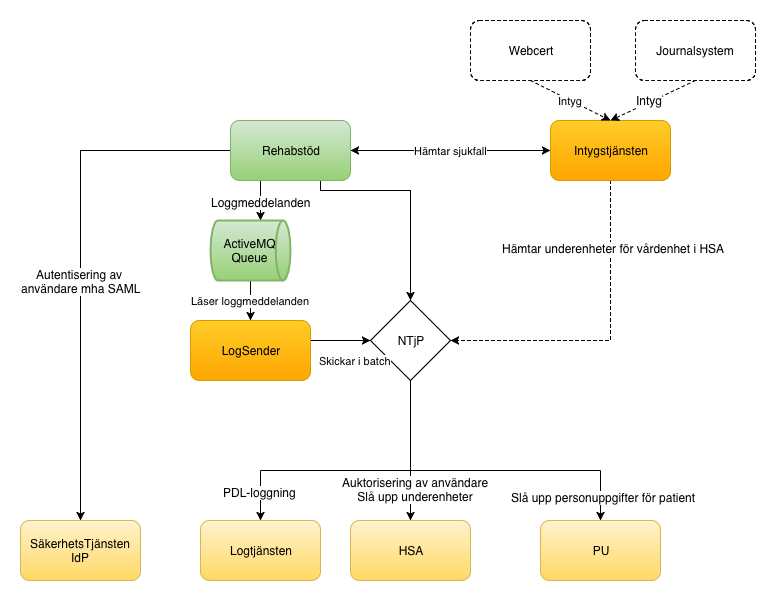 Webcert
Journalsystem
Intyg
Intyg
Rehabstöd
Hämtar sjukfall
Intygstjänsten
Loggmeddelanden
ActiveMQ
Queue
Hämtar underenheter för vårdenhet i HSA
Autentisering av
användare mha SAML
Läser loggmeddelanden
LogSender
NTjP
Skickar i batch
PDL-loggning
Auktorisering av användare
Slå upp underenheter
Slå upp personuppgifter för patient
SäkerhetsTjänsten
IdP
Logtjänsten
HSA
PU